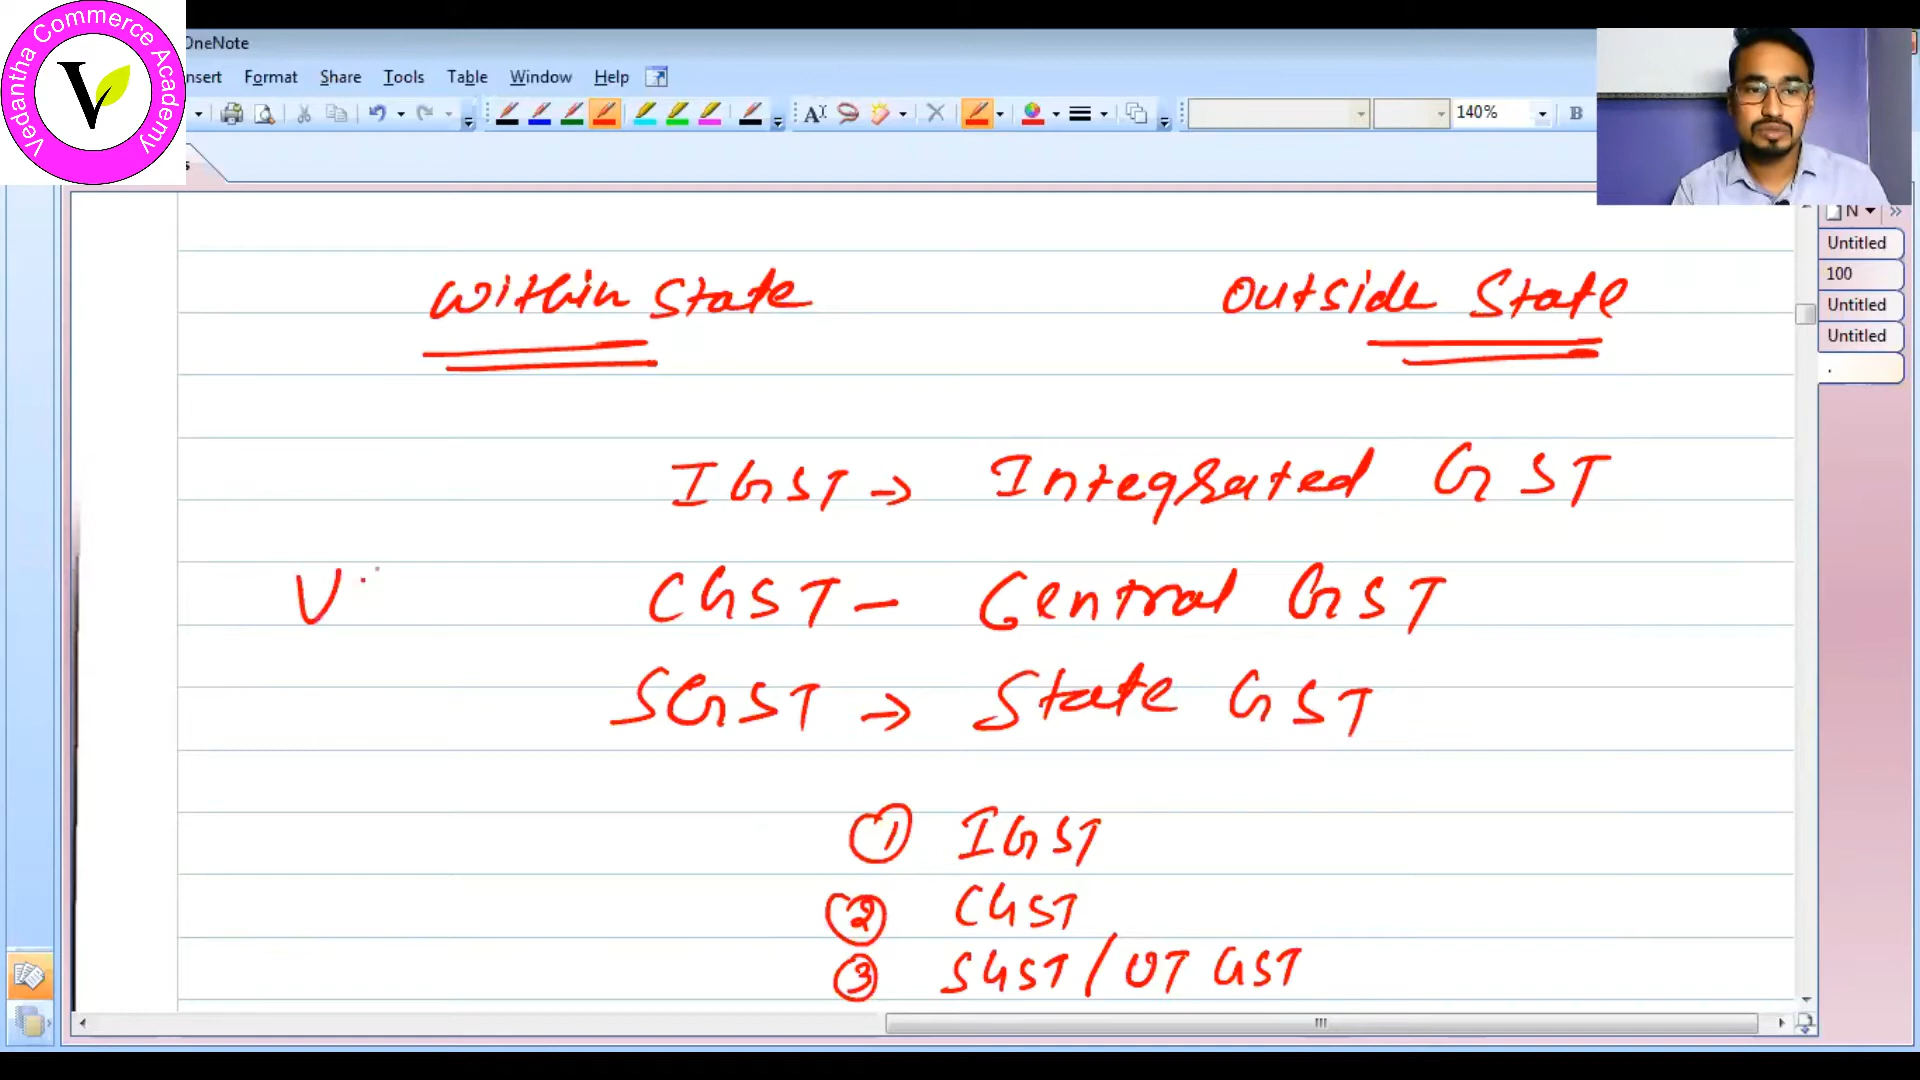 Vedantha Commerce Academy
V
OneNote
nsert Format Share Tools Table Window Help
140% B
s
N
Untitled
100
Untitled
Untitled
.
Within State Outside State
IGST → Integrated GST
V CGST - Central GST
SGST → State GST
① IGST
② CGST
③ SGST / UT GST